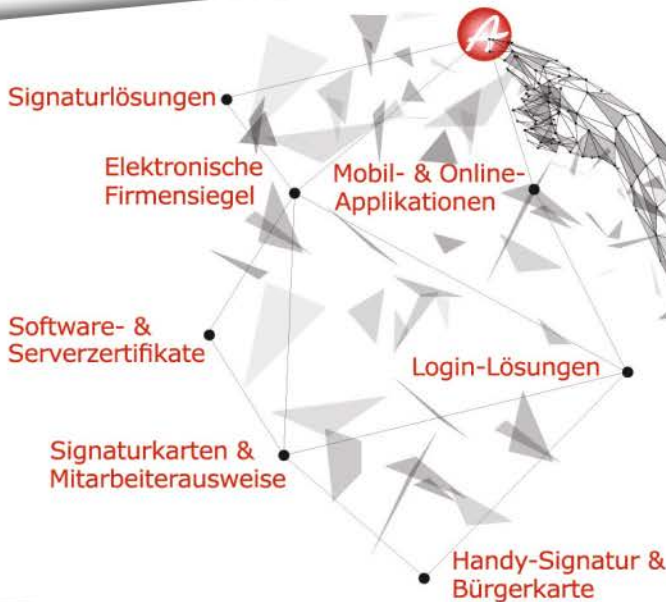 A
Signaturlösungen
Elektronische
Firmensiegel
Mobil- & Online-
Applikationen
Software- &
Serverzertifikate
Login-Lösungen
Signaturkarten &
Mitarbeiterausweise
Handy-Signatur &
Bürgerkarte